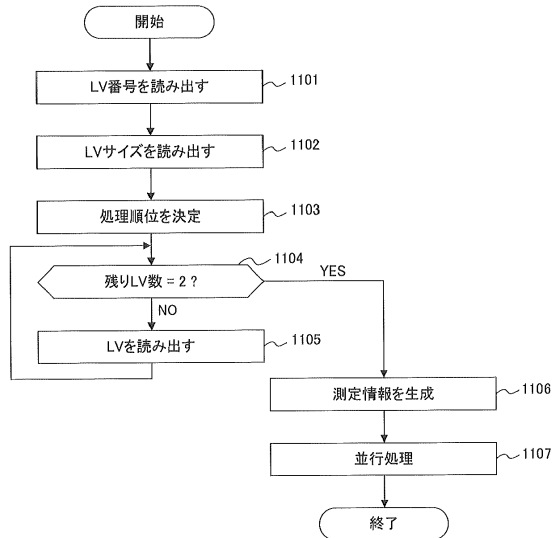 開始
LV番号を読み出す
1101
LVサイズを読み出す
1102
処理順位を決定
1103
残りLV数 = 2 ?
1104
YES
NO
LVを読み出す
1105
測定情報を生成
1106
並行処理
1107
終了